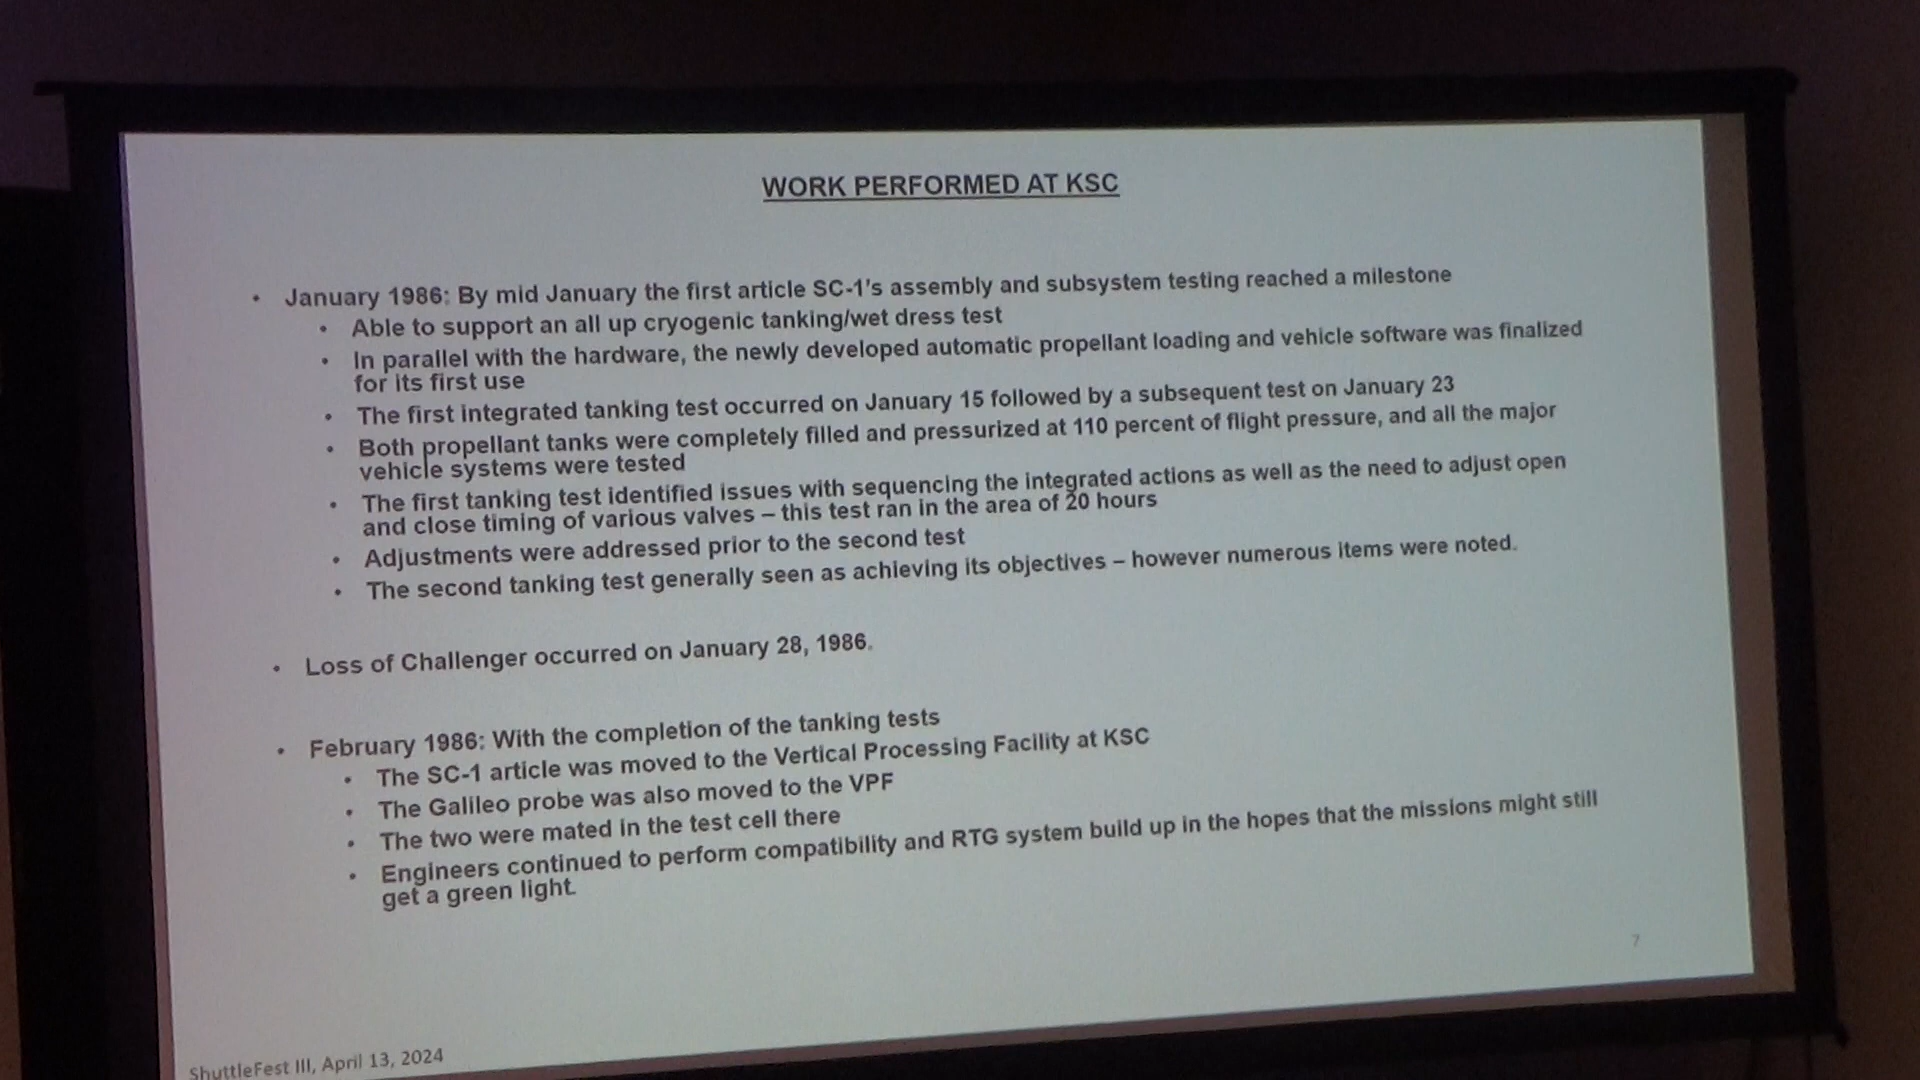 WORK PERFORMED AT KSC
• January 1986: By mid January the first article SC-1's assembly and subsystem testing reached a milestone
• Able to support an all up cryogenic tanking/wet dress test
• In parallel with the hardware, the newly developed automatic propellant loading and vehicle software was finalized
for its first use
• The first integrated tanking test occurred on January 15 followed by a subsequent test on January 23
• Both propellant tanks were completely filled and pressurized at 110 percent of flight pressure, and all the major
vehicle systems were tested
• The first tanking test identified issues with sequencing the integrated actions as well as the need to adjust open
and close timing of various valves – this test ran in the area of 20 hours
• Adjustments were addressed prior to the second test
• The second tanking test generally seen as achieving its objectives – however numerous items were noted.
• Loss of Challenger occurred on January 28, 1986.
• February 1986: With the completion of the tanking tests
• The SC-1 article was moved to the Vertical Processing Facility at KSC
• The Galileo probe was also moved to the VPF
• The two were mated in the test cell there
• Engineers continued to perform compatibility and RTG system build up in the hopes that the missions might still
get a green light.
7
ShuttleFest III, April 13, 2024